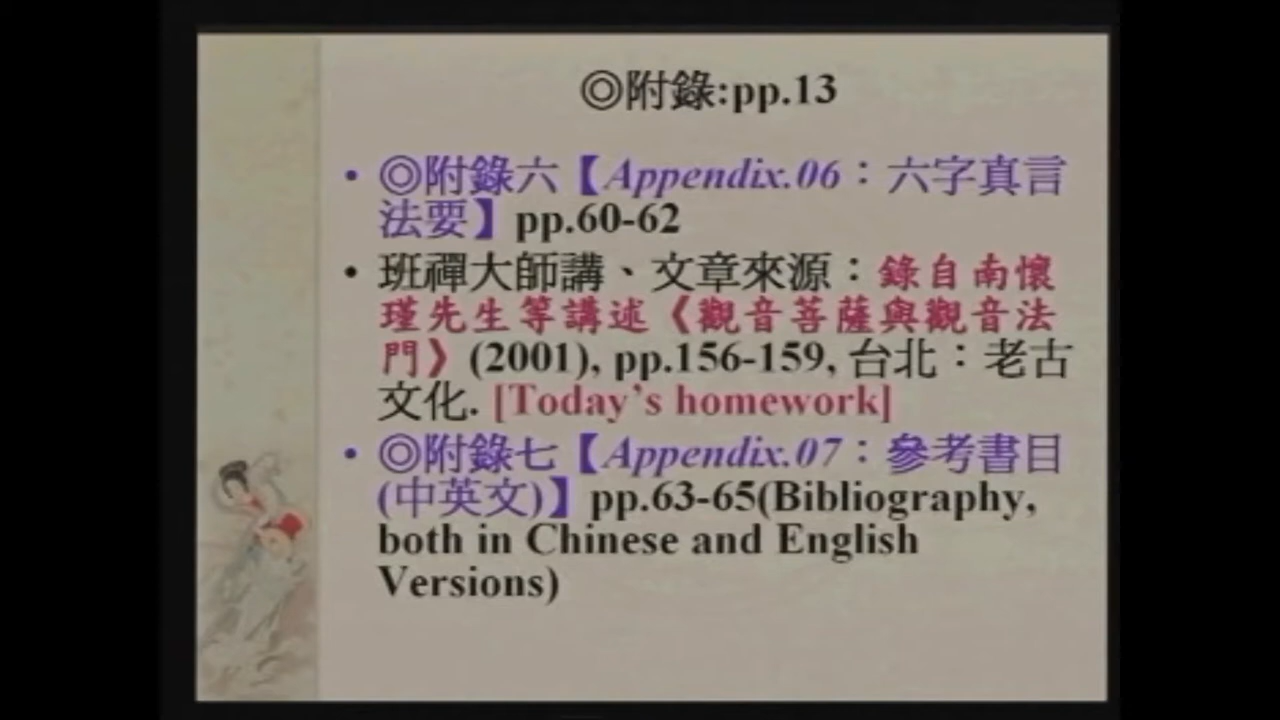 ◎附錄:pp.13
• ◎附錄六【Appendix.06：六字真言
法要】pp.60-62
• 班禪大師講、文章來源：錄自南懷
瑾先生等講述《觀音菩薩與觀音法
門》(2001), pp.156-159, 台北：老古
文化. [Today's homework]
• ◎附錄七【Appendix.07：參考書目
(中英文)】pp.63-65(Bibliography,
both in Chinese and English
Versions)